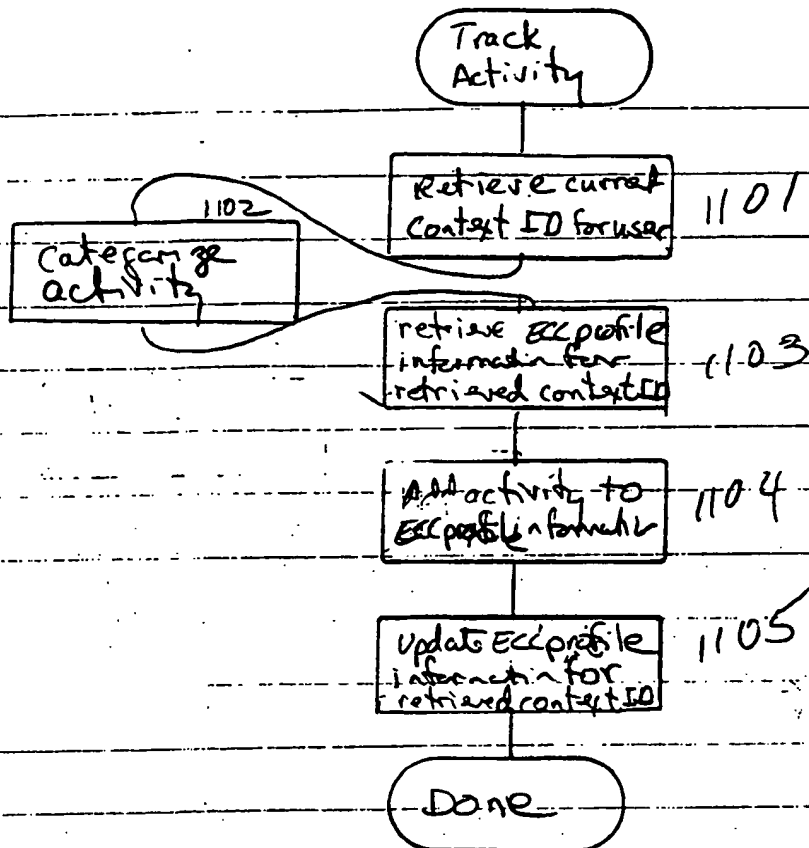 Track
Activity
Retrieve current
Context ID for user
1101
1102
Categorize
activity
retrieve ECC profile
information for
retrieved context ID
1103
Add activity to
ECC profile information
1104
Update ECC profile
information for
retrieved context ID
1105
Done